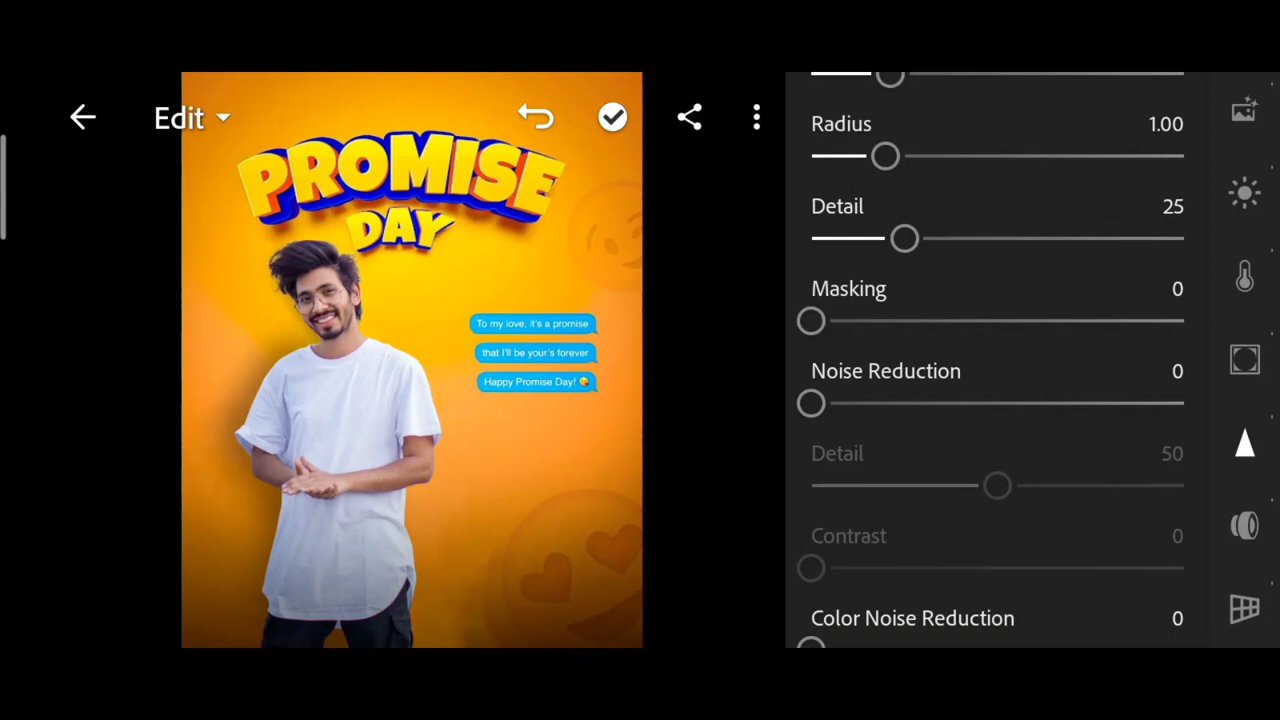 Edit
PROMISE
DAY
To my love, it's a promise
that I'll be your's forever
Happy Promise Day! 😘
Radius 1.00
Detail 25
Masking 0
Noise Reduction 0
Detail 50
Contrast 0
Color Noise Reduction 0